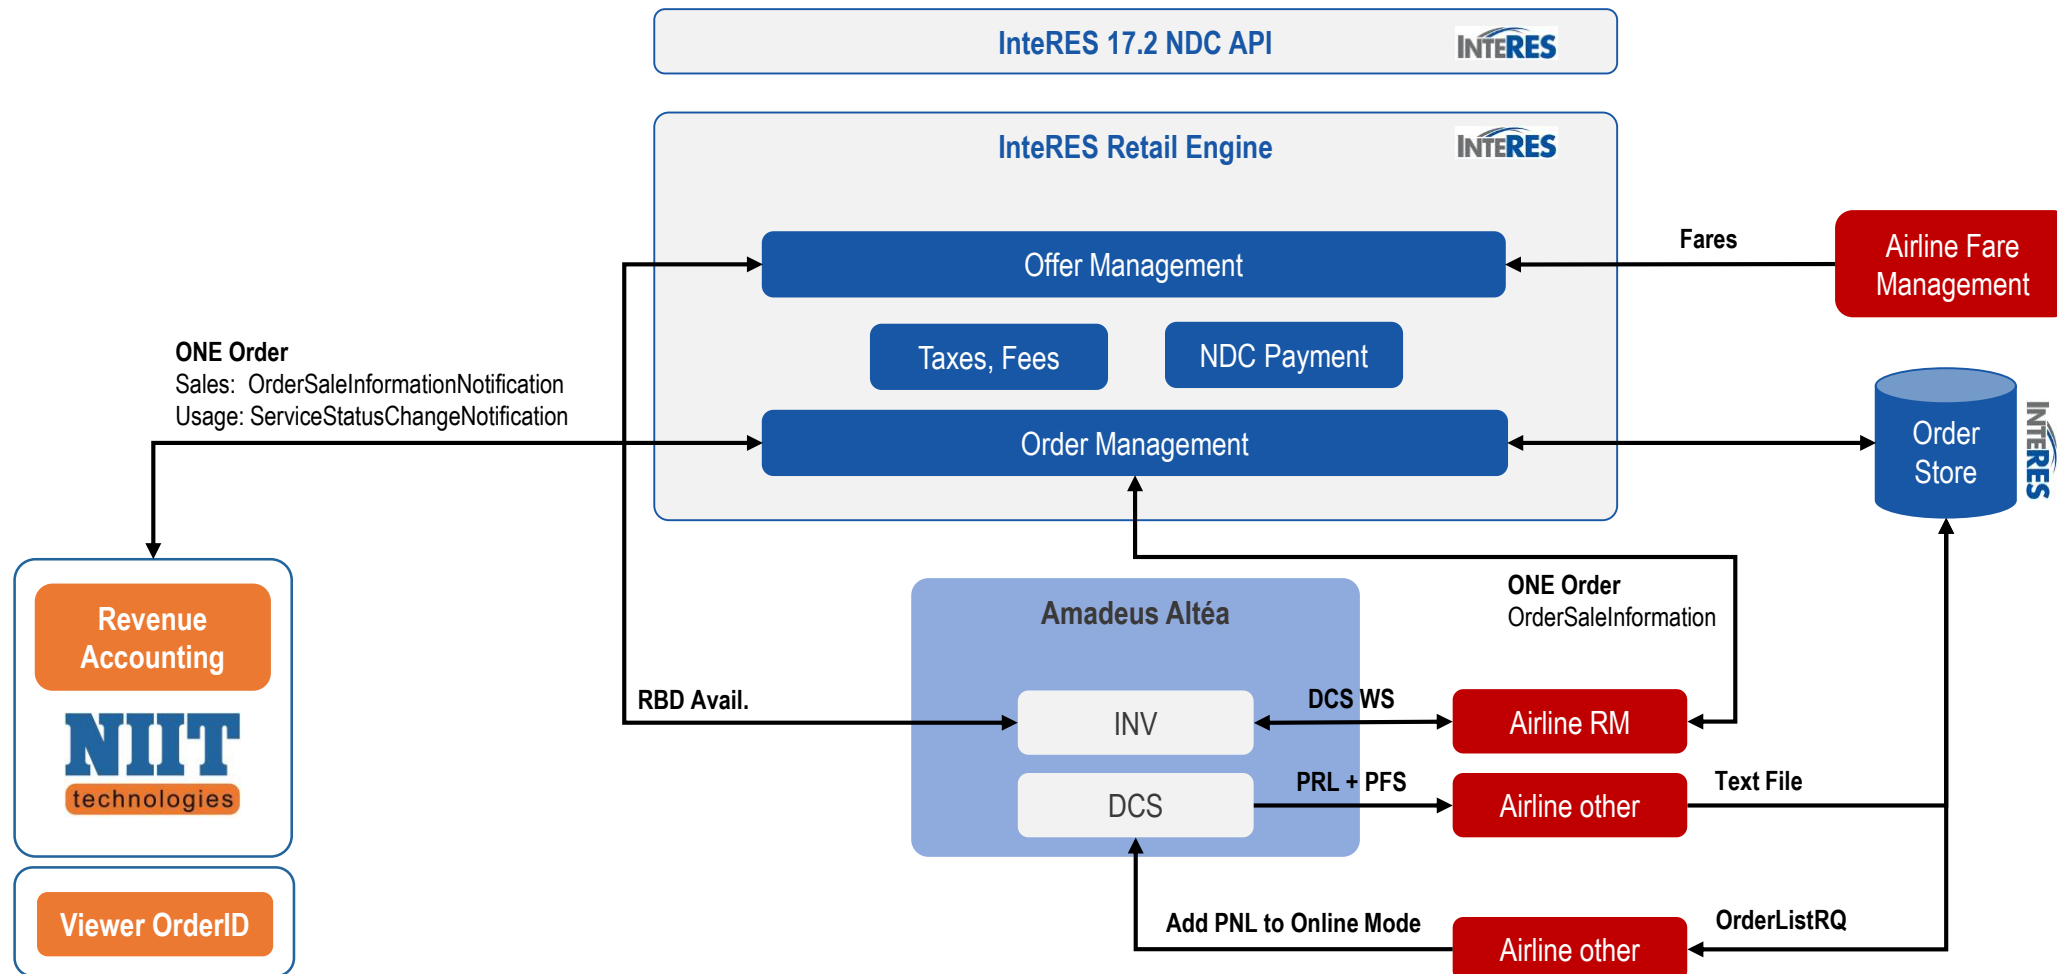 InteRES 17.2 NDC API
INTERES
InteRES Retail Engine
INTERES
Offer Management
Fares
Airline Fare
Management
Taxes, Fees
NDC Payment
ONE Order
Sales: OrderSaleInformationNotification
Usage: ServiceStatusChangeNotification
Order Management
Order
Store
INTERES
ONE Order
OrderSaleInformation
Amadeus Altéa
Revenue
Accounting
NIIT
technologies
RBD Avail.
INV
DCS WS
Airline RM
DCS
PRL + PFS
Airline other
Text File
Viewer OrderID
Add PNL to Online Mode
Airline other
OrderListRQ